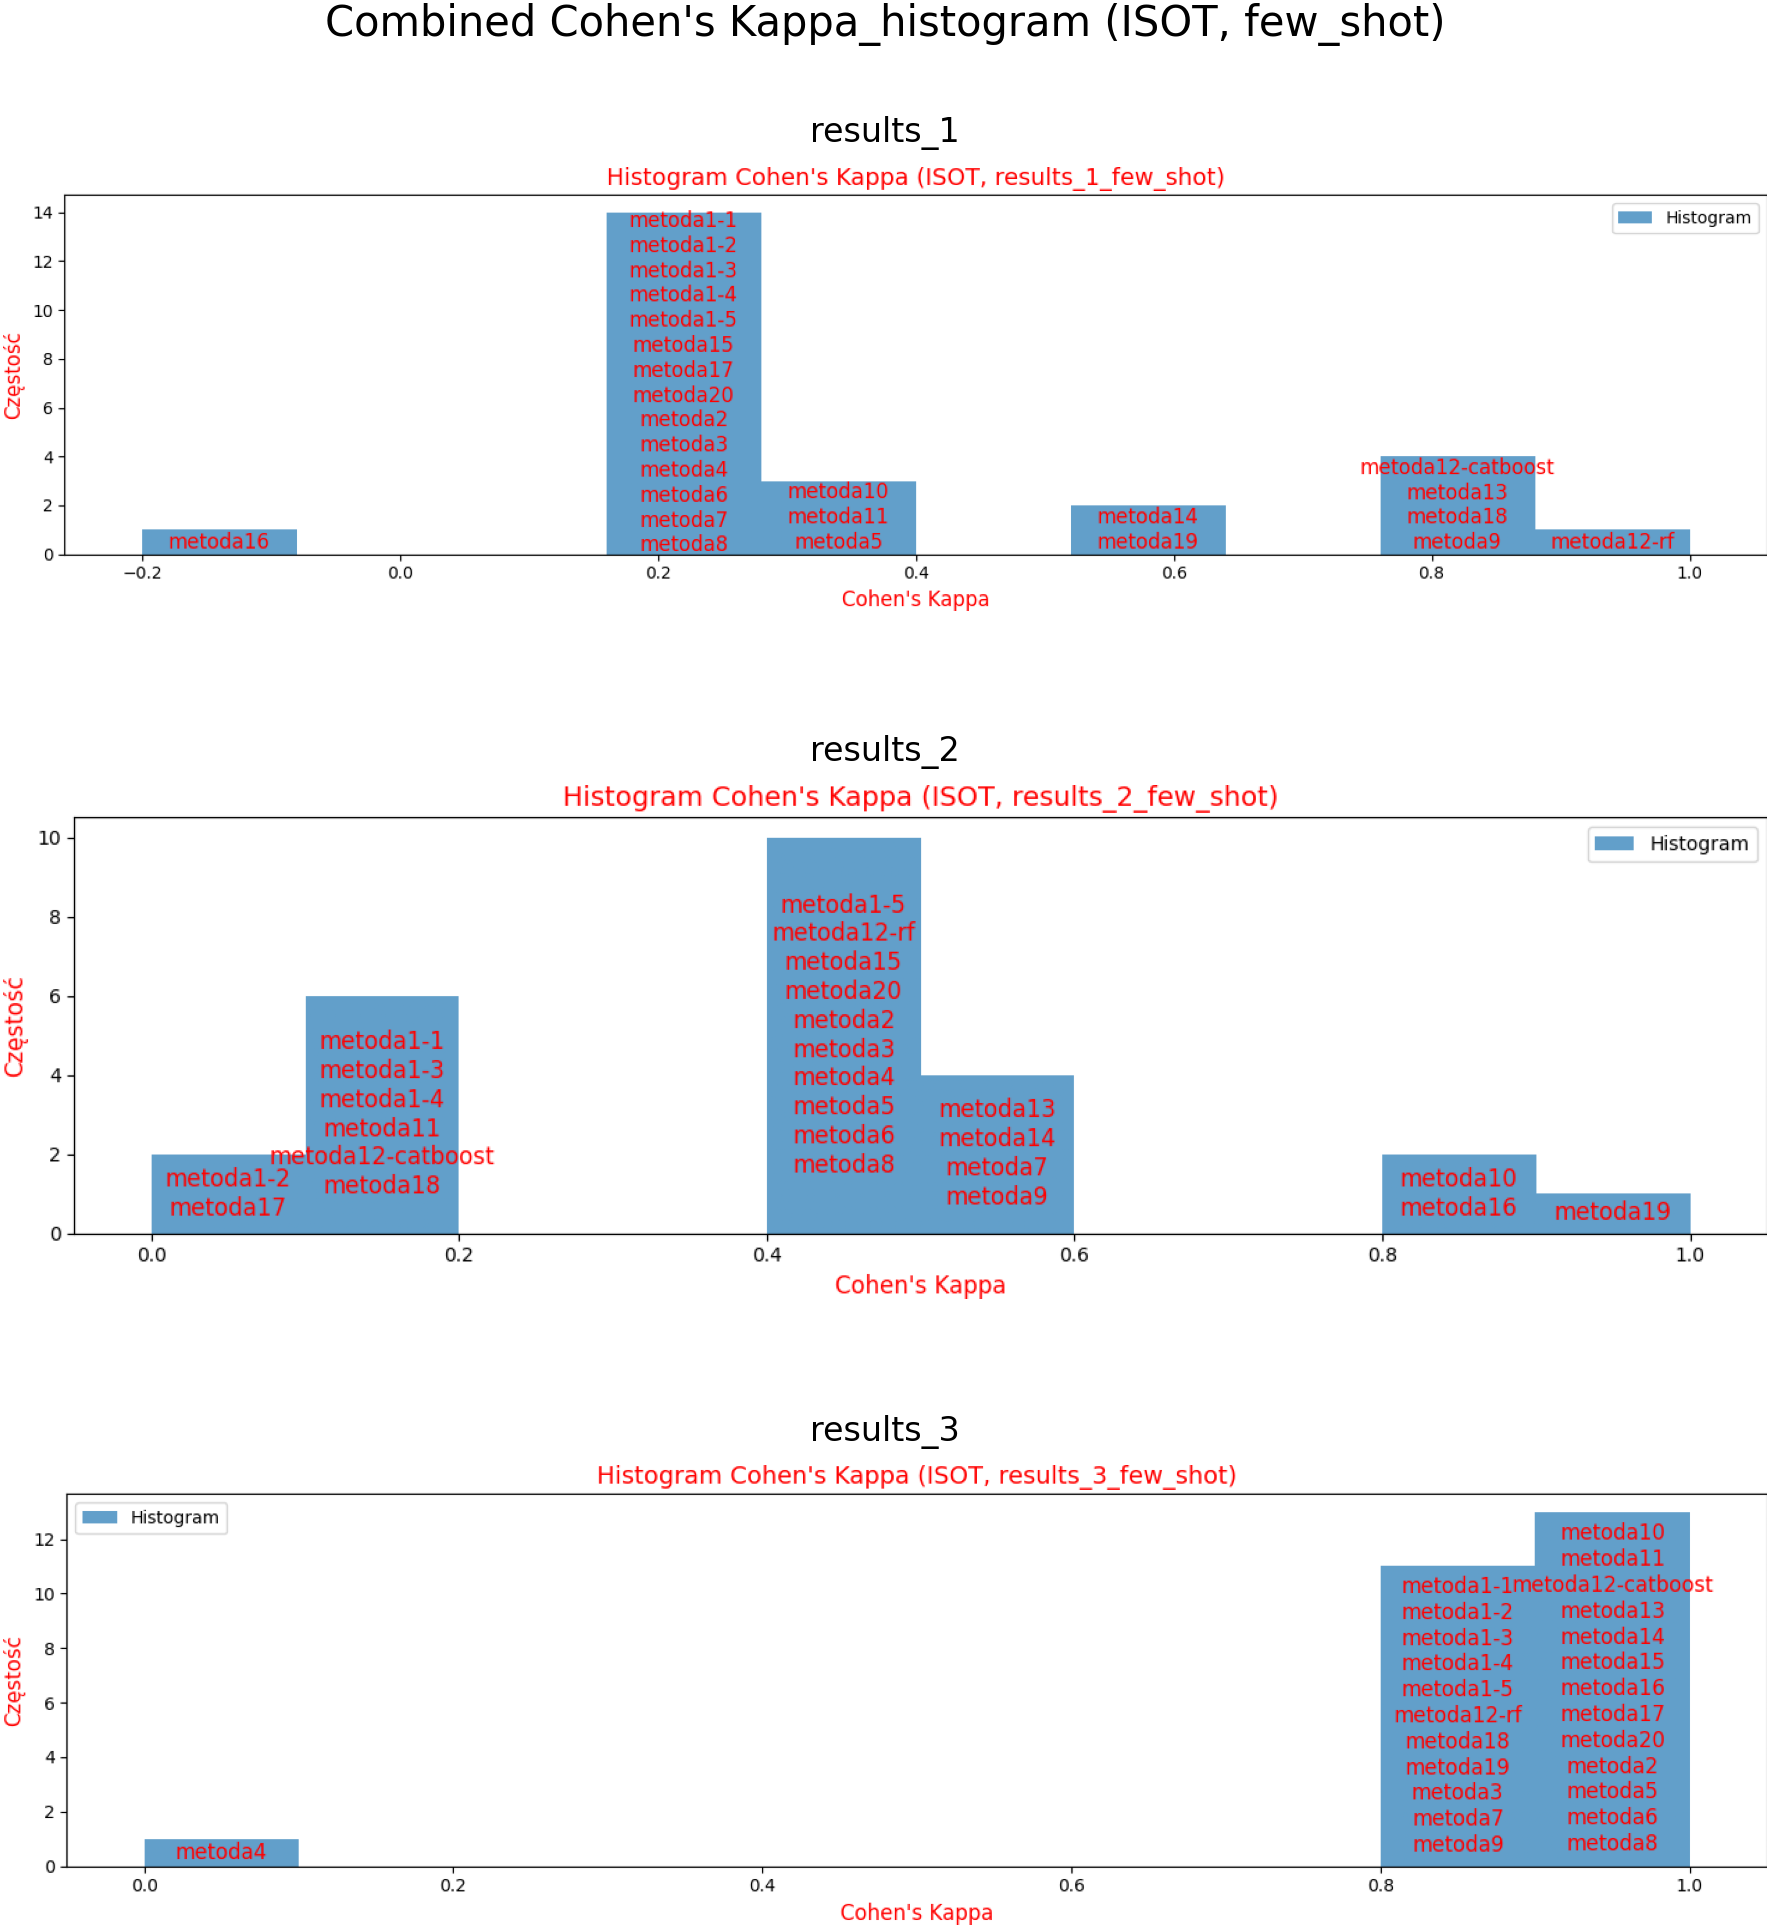 Combined Cohen's Kappa_histogram (ISOT, few_shot)
results_1
Histogram Cohen's Kappa (ISOT, results_1_few_shot)
Histogram
Częstość
14
12
10
8
6
4
2
0
metoda16
metoda1-1
metoda1-2
metoda1-3
metoda1-4
metoda1-5
metoda15
metoda17
metoda20
metoda2
metoda3
metoda4
metoda6
metoda7
metoda8
metoda10
metoda11
metoda5
metoda14
metoda19
metoda12-catboost
metoda13
metoda18
metoda9
metoda12-rf
−0.2 0.0 0.2 0.4 0.6 0.8 1.0
Cohen's Kappa
results_2
Histogram Cohen's Kappa (ISOT, results_2_few_shot)
Histogram
Częstość
10
8
6
4
2
0
metoda1-2
metoda17
metoda1-1
metoda1-3
metoda1-4
metoda11
metoda12-catboost
metoda18
metoda1-5
metoda12-rf
metoda15
metoda20
metoda2
metoda3
metoda4
metoda5
metoda6
metoda8
metoda13
metoda14
metoda7
metoda9
metoda10
metoda16
metoda19
0.0 0.2 0.4 0.6 0.8 1.0
Cohen's Kappa
results_3
Histogram Cohen's Kappa (ISOT, results_3_few_shot)
Histogram
Częstość
12
10
8
6
4
2
0
metoda4
metoda1-1
metoda1-2
metoda1-3
metoda1-4
metoda1-5
metoda12-rf
metoda18
metoda19
metoda3
metoda7
metoda9
metoda10
metoda11
metoda12-catboost
metoda13
metoda14
metoda15
metoda16
metoda17
metoda20
metoda2
metoda5
metoda6
metoda8
0.0 0.2 0.4 0.6 0.8 1.0
Cohen's Kappa